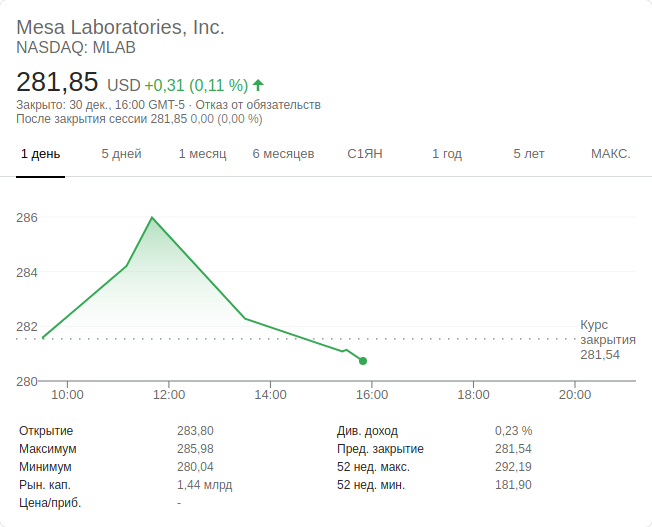 Mesa Laboratories, Inc.
NASDAQ: MLAB
281,85 USD +0,31 (0,11 %)
Закрыто: 30 дек., 16:00 GMT-5 · Отказ от обязательств
После закрытия сессии 281,85 0,00 (0,00 %)
1 день 5 дней 1 месяц 6 месяцев С1ЯН 1 год 5 лет МАКС.
286
284
282
280
Курс
закрытия
281,54
10:00 12:00 14:00 16:00 18:00 20:00
Открытие 283,80 Див. доход 0,23 %
Максимум 285,98 Пред. закрытие 281,54
Минимум 280,04 52 нед. макс. 292,19
Рын. кап. 1,44 млрд 52 нед. мин. 181,90
Цена/приб. -